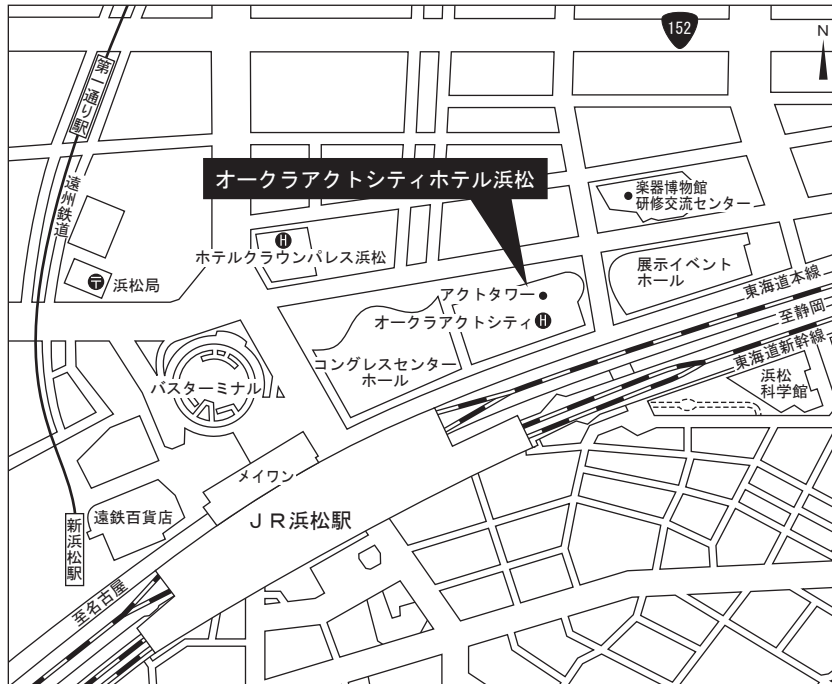 152
N
第一通り駅
遠州鉄道
オークラアクトシティホテル浜松
楽器博物館
研修交流センター
H
ホテルクラウンパレス浜松
展示イベント
ホール
〒
浜松局
アクトタワー
オークラアクトシティ
H
東海道本線
至静岡
東海道新幹線
コングレスセンター
ホール
バスターミナル
浜松
科学館
メイワン
遠鉄百貨店
JR浜松駅
新浜松駅
至名古屋